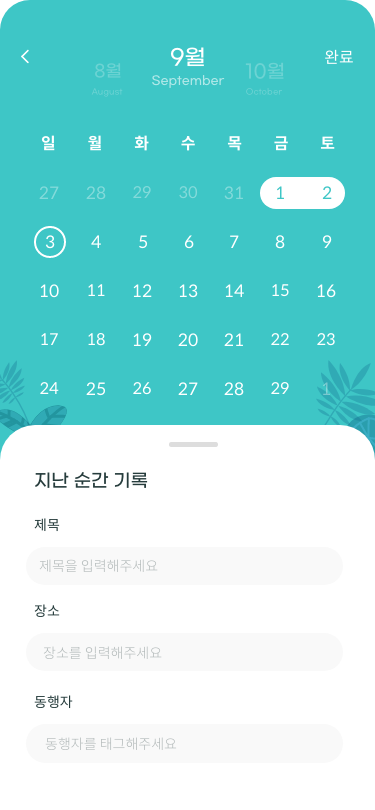 8월 9월 10월 완료
August September October
일 월 화 수 목 금 토
27 28 29 30 31 1 2
3 4 5 6 7 8 9
10 11 12 13 14 15 16
17 18 19 20 21 22 23
24 25 26 27 28 29 1
지난 순간 기록
제목
제목을 입력해주세요
장소
장소를 입력해주세요
동행자
동행자를 태그해주세요